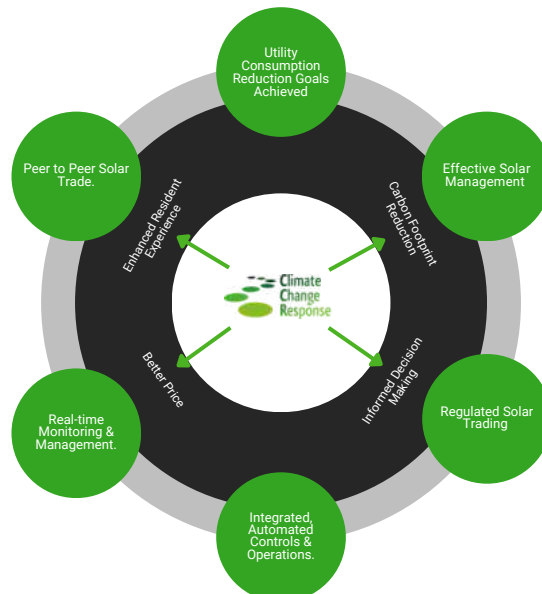 Utility
Consumption
Reduction Goals
Achieved
Peer to Peer Solar
Trade.
Effective Solar
Management
Enhanced Resident
Experience
Carbon Footprint
Reduction
Climate
Change
Response
Better Price
Informed Decision
Making
Real-time
Monitoring &
Management.
Regulated Solar
Trading
Integrated,
Automated
Controls &
Operations.